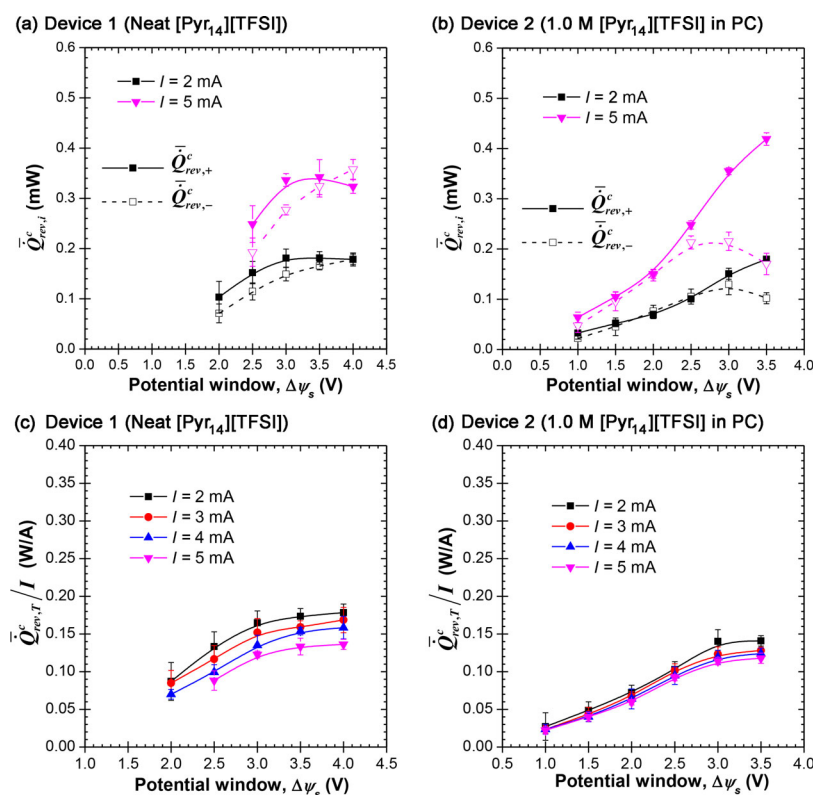 (a) Device 1 (Neat [Pyr₁₄][TFSI])
0.6
0.5
0.4
0.3
0.2
0.1
0.0
Q̇̄ᶜrev,i (mW)
I = 2 mA
I = 5 mA
Q̇̄ᶜrev,+
Q̇̄ᶜrev,−
0.0 0.5 1.0 1.5 2.0 2.5 3.0 3.5 4.0 4.5
Potential window, Δψₛ (V)
(b) Device 2 (1.0 M [Pyr₁₄][TFSI] in PC)
0.6
0.5
0.4
0.3
0.2
0.1
0.0
Q̇̄ᶜrev,i (mW)
I = 2 mA
I = 5 mA
Q̇̄ᶜrev,+
Q̇̄ᶜrev,−
0.0 0.5 1.0 1.5 2.0 2.5 3.0 3.5 4.0
Potential window, Δψₛ (V)
(c) Device 1 (Neat [Pyr₁₄][TFSI])
0.40
0.35
0.30
0.25
0.20
0.15
0.10
0.05
0.00
Q̇̄ᶜrev,T/I (W/A)
I = 2 mA
I = 3 mA
I = 4 mA
I = 5 mA
1.0 1.5 2.0 2.5 3.0 3.5 4.0 4.5
Potential window, Δψₛ (V)
(d) Device 2 (1.0 M [Pyr₁₄][TFSI] in PC)
0.40
0.35
0.30
0.25
0.20
0.15
0.10
0.05
0.00
Q̇̄ᶜrev,T/I (W/A)
I = 2 mA
I = 3 mA
I = 4 mA
I = 5 mA
0.5 1.0 1.5 2.0 2.5 3.0 3.5 4.0
Potential window, Δψₛ (V)